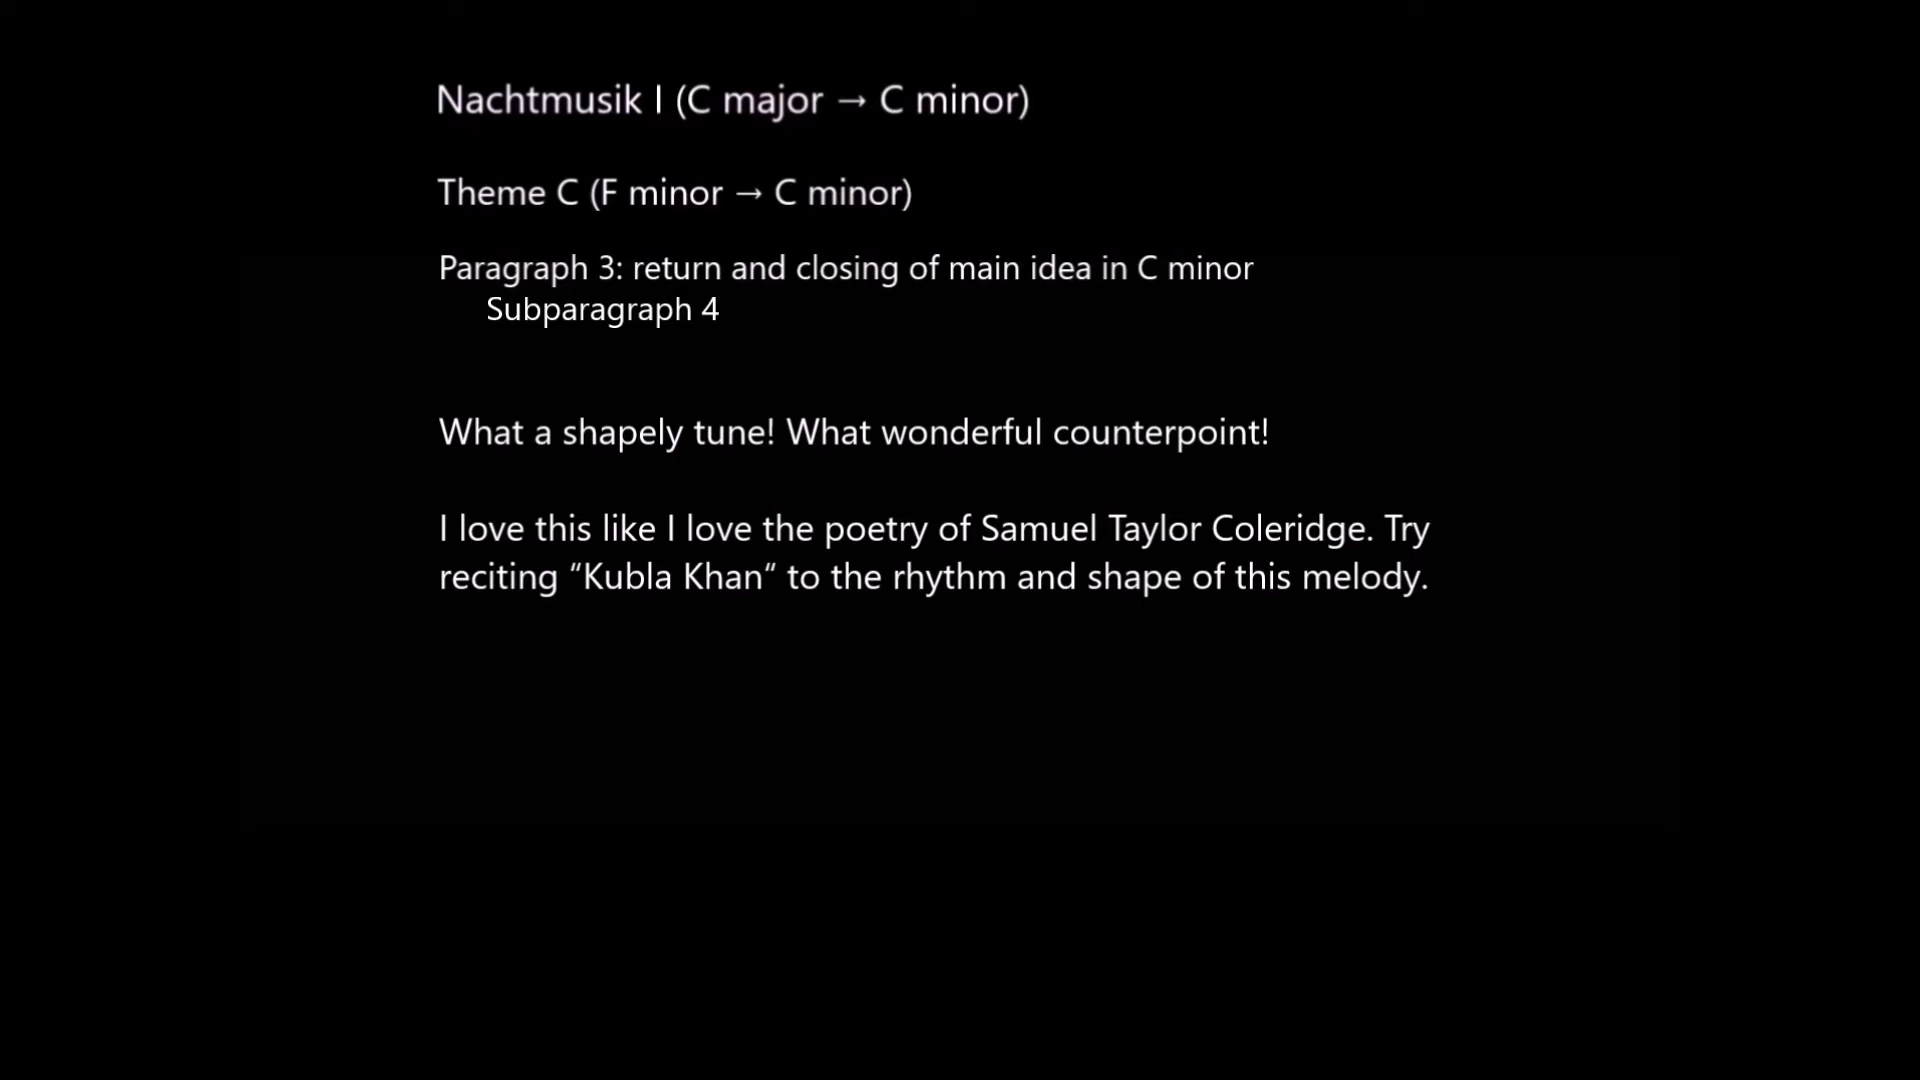 Nachtmusik I (C major → C minor)
Theme C (F minor → C minor)
Paragraph 3: return and closing of main idea in C minor
Subparagraph 4
What a shapely tune! What wonderful counterpoint!
I love this like I love the poetry of Samuel Taylor Coleridge. Try
reciting “Kubla Khan“ to the rhythm and shape of this melody.